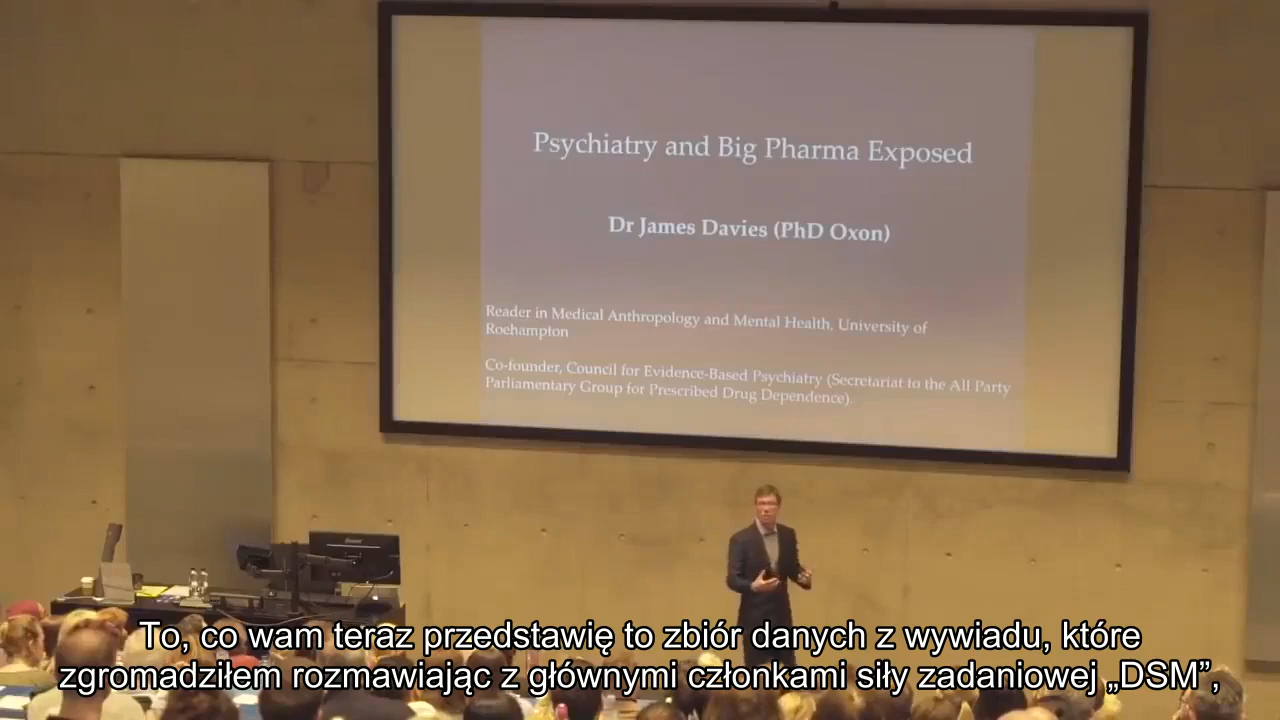 Psychiatry and Big Pharma Exposed
Dr James Davies (PhD Oxon)
Reader in Medical Anthropology and Mental Health, University of
Roehampton
Co-founder, Council for Evidence-Based Psychiatry (Secretariat to the All Party
Parliamentary Group for Prescribed Drug Dependence).
To, co wam teraz przedstawię to zbiór danych z wywiadu, które
zgromadziłem rozmawiając z głównymi członkami siły zadaniowej „DSM”,